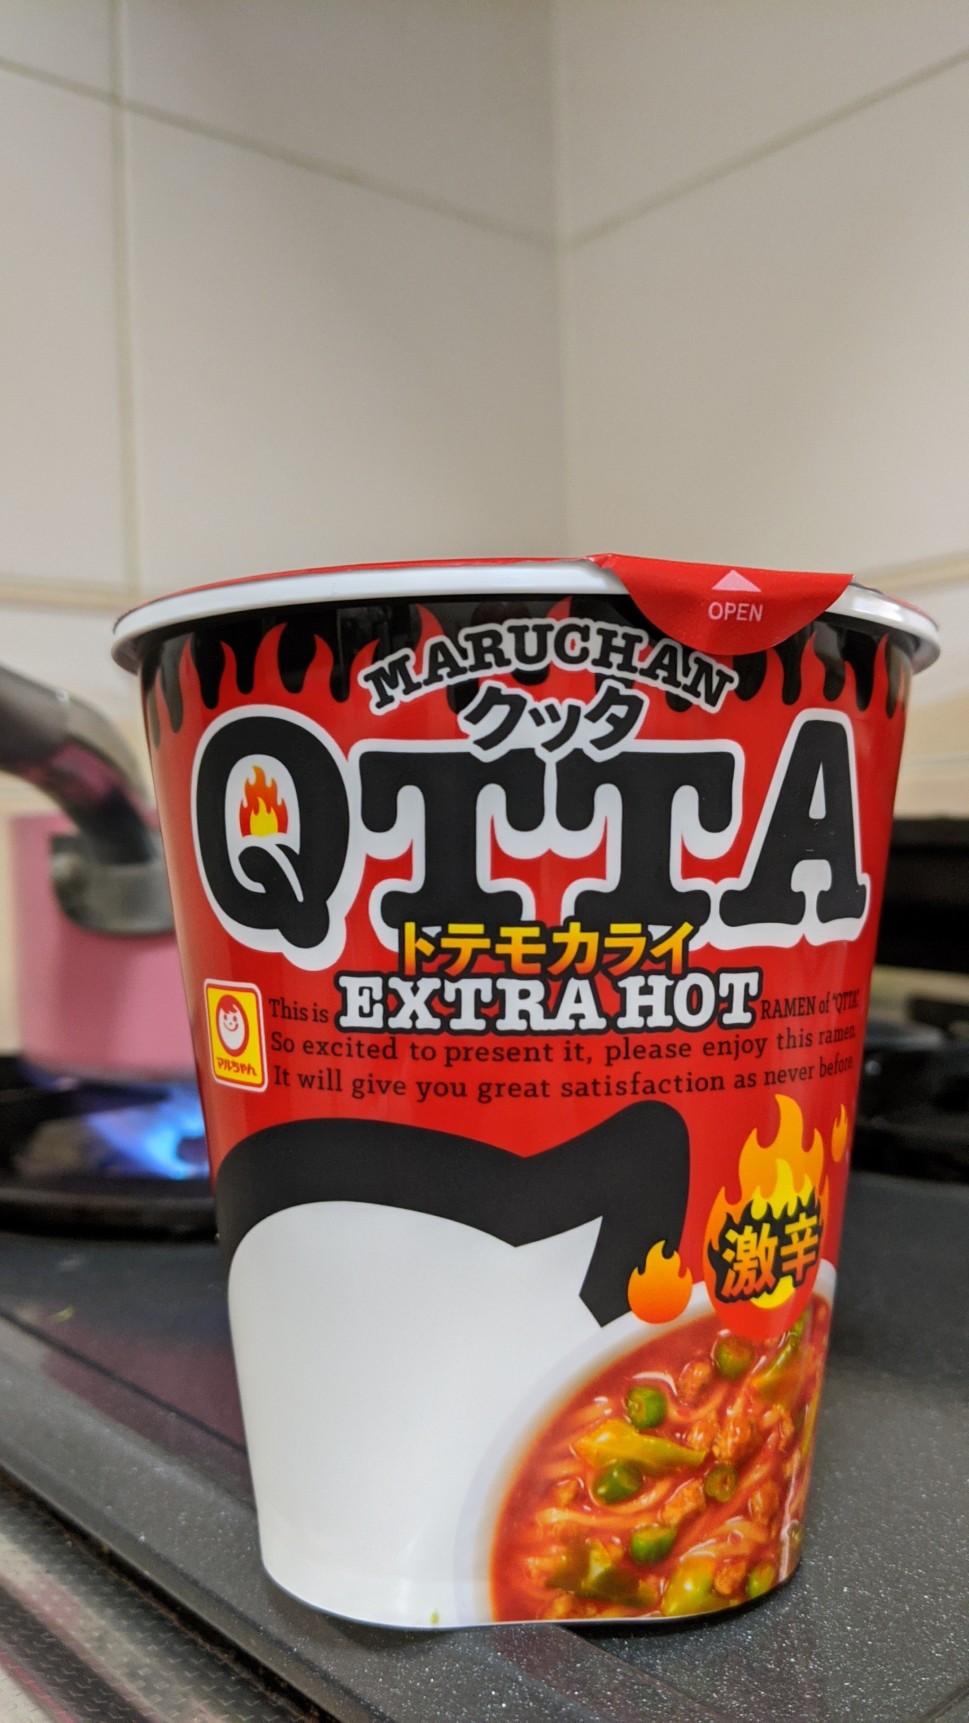 OPEN
MARUCHAN
クッタ
QTTA
トテモカライ
This is EXTRA HOT RAMEN of "QTTA".
So excited to present it, please enjoy this ramen.
It will give you great satisfaction as never before.
マルちゃん
激辛